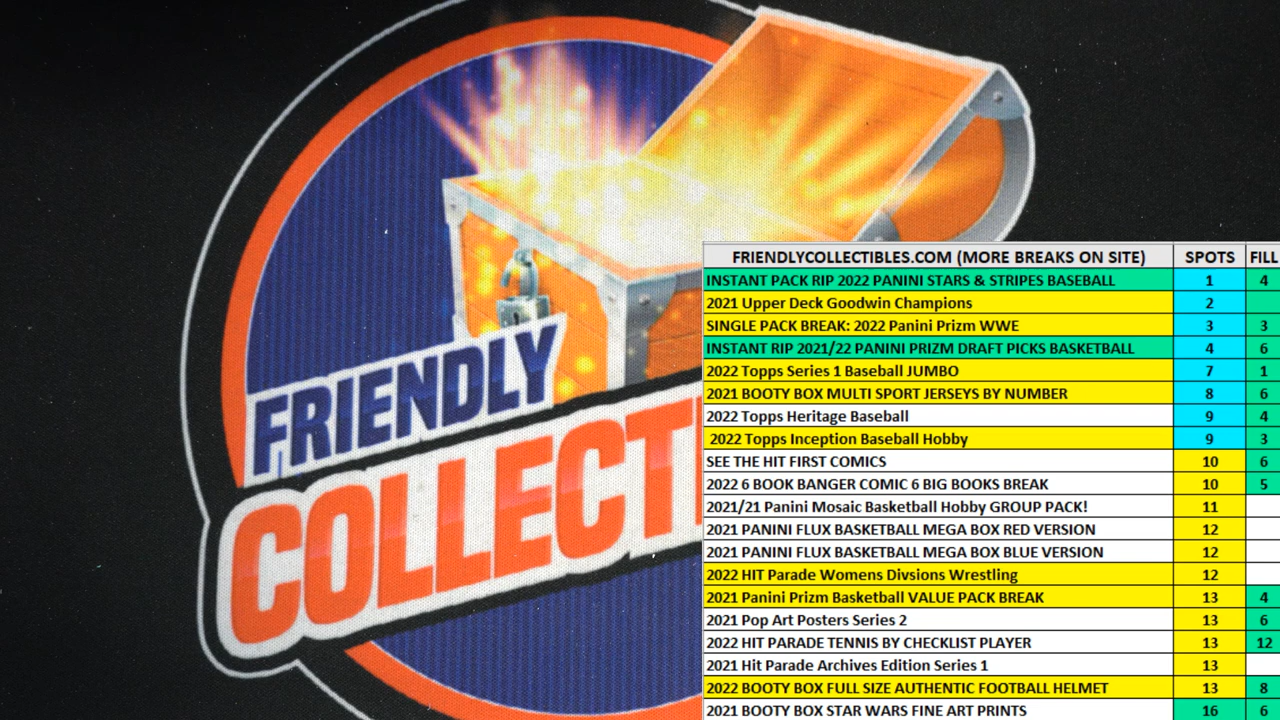 FRIENDLY
COLLECTI
FRIENDLYCOLLECTIBLES.COM (MORE BREAKS ON SITE) SPOTS FILL
INSTANT PACK RIP 2022 PANINI STARS & STRIPES BASEBALL 1 4
2021 Upper Deck Goodwin Champions 2
SINGLE PACK BREAK: 2022 Panini Prizm WWE 3 3
INSTANT RIP 2021/22 PANINI PRIZM DRAFT PICKS BASKETBALL 4 6
2022 Topps Series 1 Baseball JUMBO 7 1
2021 BOOTY BOX MULTI SPORT JERSEYS BY NUMBER 8 6
2022 Topps Heritage Baseball 9 4
2022 Topps Inception Baseball Hobby 9 3
SEE THE HIT FIRST COMICS 10 6
2022 6 BOOK BANGER COMIC 6 BIG BOOKS BREAK 10 5
2021/21 Panini Mosaic Basketball Hobby GROUP PACK! 11
2021 PANINI FLUX BASKETBALL MEGA BOX RED VERSION 12
2021 PANINI FLUX BASKETBALL MEGA BOX BLUE VERSION 12
2022 HIT Parade Womens Divsions Wrestling 12
2021 Panini Prizm Basketball VALUE PACK BREAK 13 4
2021 Pop Art Posters Series 2 13 6
2022 HIT PARADE TENNIS BY CHECKLIST PLAYER 13 12
2021 Hit Parade Archives Edition Series 1 13
2022 BOOTY BOX FULL SIZE AUTHENTIC FOOTBALL HELMET 13 8
2021 BOOTY BOX STAR WARS FINE ART PRINTS 16 6